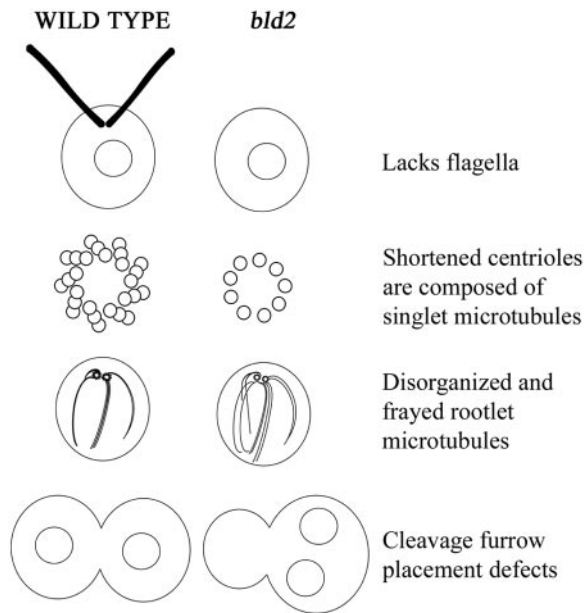 WILD TYPE bld2
Lacks flagella
Shortened centrioles
are composed of
singlet microtubules
Disorganized and
frayed rootlet
microtubules
Cleavage furrow
placement defects